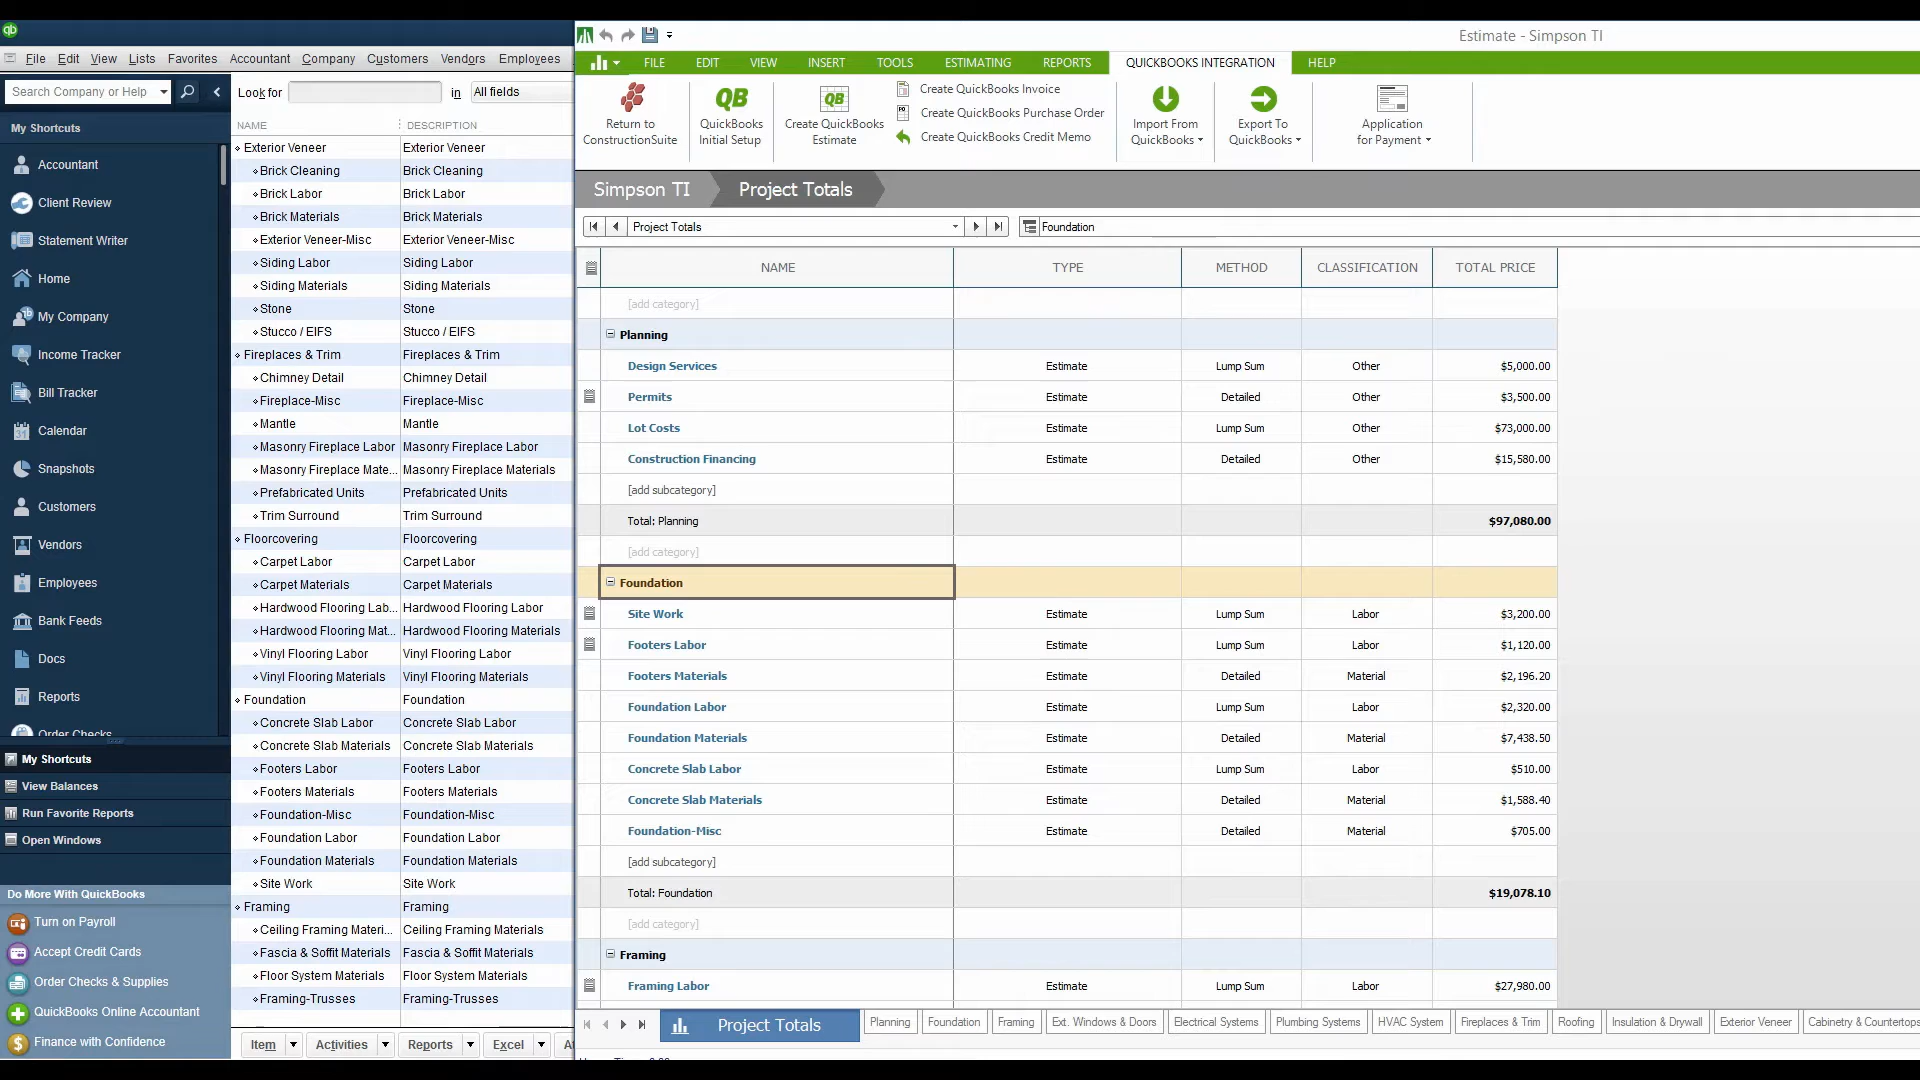 Estimate - Simpson TI
File Edit View Lists Favorites Accountant Company Customers Vendors Employees
FILE EDIT VIEW INSERT TOOLS ESTIMATING REPORTS QUICKBOOKS INTEGRATION HELP
Search Company or Help
Look for in All fields
My Shortcuts
Accountant
Client Review
Statement Writer
Home
My Company
Income Tracker
Bill Tracker
Calendar
Snapshots
Customers
Vendors
Employees
Bank Feeds
Docs
Reports
Order Checks
My Shortcuts
View Balances
Run Favorite Reports
Open Windows
Do More With QuickBooks
Turn on Payroll
Accept Credit Cards
Order Checks & Supplies
QuickBooks Online Accountant
Finance with Confidence
NAME DESCRIPTION
Exterior Veneer Exterior Veneer
Brick Cleaning Brick Cleaning
Brick Labor Brick Labor
Brick Materials Brick Materials
Exterior Veneer-Misc Exterior Veneer-Misc
Siding Labor Siding Labor
Siding Materials Siding Materials
Stone Stone
Stucco / EIFS Stucco / EIFS
Fireplaces & Trim Fireplaces & Trim
Chimney Detail Chimney Detail
Fireplace-Misc Fireplace-Misc
Mantle Mantle
Masonry Fireplace Labor Masonry Fireplace Labor
Masonry Fireplace Mate... Masonry Fireplace Materials
Prefabricated Units Prefabricated Units
Trim Surround Trim Surround
Floorcovering Floorcovering
Carpet Labor Carpet Labor
Carpet Materials Carpet Materials
Hardwood Flooring Lab... Hardwood Flooring Labor
Hardwood Flooring Mat... Hardwood Flooring Materials
Vinyl Flooring Labor Vinyl Flooring Labor
Vinyl Flooring Materials Vinyl Flooring Materials
Foundation Foundation
Concrete Slab Labor Concrete Slab Labor
Concrete Slab Materials Concrete Slab Materials
Footers Labor Footers Labor
Footers Materials Footers Materials
Foundation-Misc Foundation-Misc
Foundation Labor Foundation Labor
Foundation Materials Foundation Materials
Site Work Site Work
Framing Framing
Ceiling Framing Materi... Ceiling Framing Materials
Fascia & Soffit Materials Fascia & Soffit Materials
Floor System Materials Floor System Materials
Framing-Trusses Framing-Trusses
Item Activities Reports Excel
Return to
ConstructionSuite
QB
QuickBooks
Initial Setup
QB
Create QuickBooks
Estimate
Create QuickBooks Invoice
Create QuickBooks Purchase Order
Create QuickBooks Credit Memo
Import From
QuickBooks
Export To
QuickBooks
Application
for Payment
Simpson TI Project Totals
Project Totals Foundation
NAME TYPE METHOD CLASSIFICATION TOTAL PRICE
[add category]
Planning
Design Services Estimate Lump Sum Other $5,000.00
Permits Estimate Detailed Other $3,500.00
Lot Costs Estimate Lump Sum Other $73,000.00
Construction Financing Estimate Detailed Other $15,580.00
[add subcategory]
Total: Planning $97,080.00
[add category]
Foundation
Site Work Estimate Lump Sum Labor $3,200.00
Footers Labor Estimate Lump Sum Labor $1,120.00
Footers Materials Estimate Detailed Material $2,196.20
Foundation Labor Estimate Lump Sum Labor $2,320.00
Foundation Materials Estimate Detailed Material $7,438.50
Concrete Slab Labor Estimate Lump Sum Labor $510.00
Concrete Slab Materials Estimate Detailed Material $1,588.40
Foundation-Misc Estimate Detailed Material $705.00
[add subcategory]
Total: Foundation $19,078.10
[add category]
Framing
Framing Labor Estimate Lump Sum Labor $27,980.00
Project Totals Planning Foundation Framing Ext. Windows & Doors Electrical Systems Plumbing Systems HVAC System Fireplaces & Trim Roofing Insulation & Drywall Exterior Veneer Cabinetry & Countertops